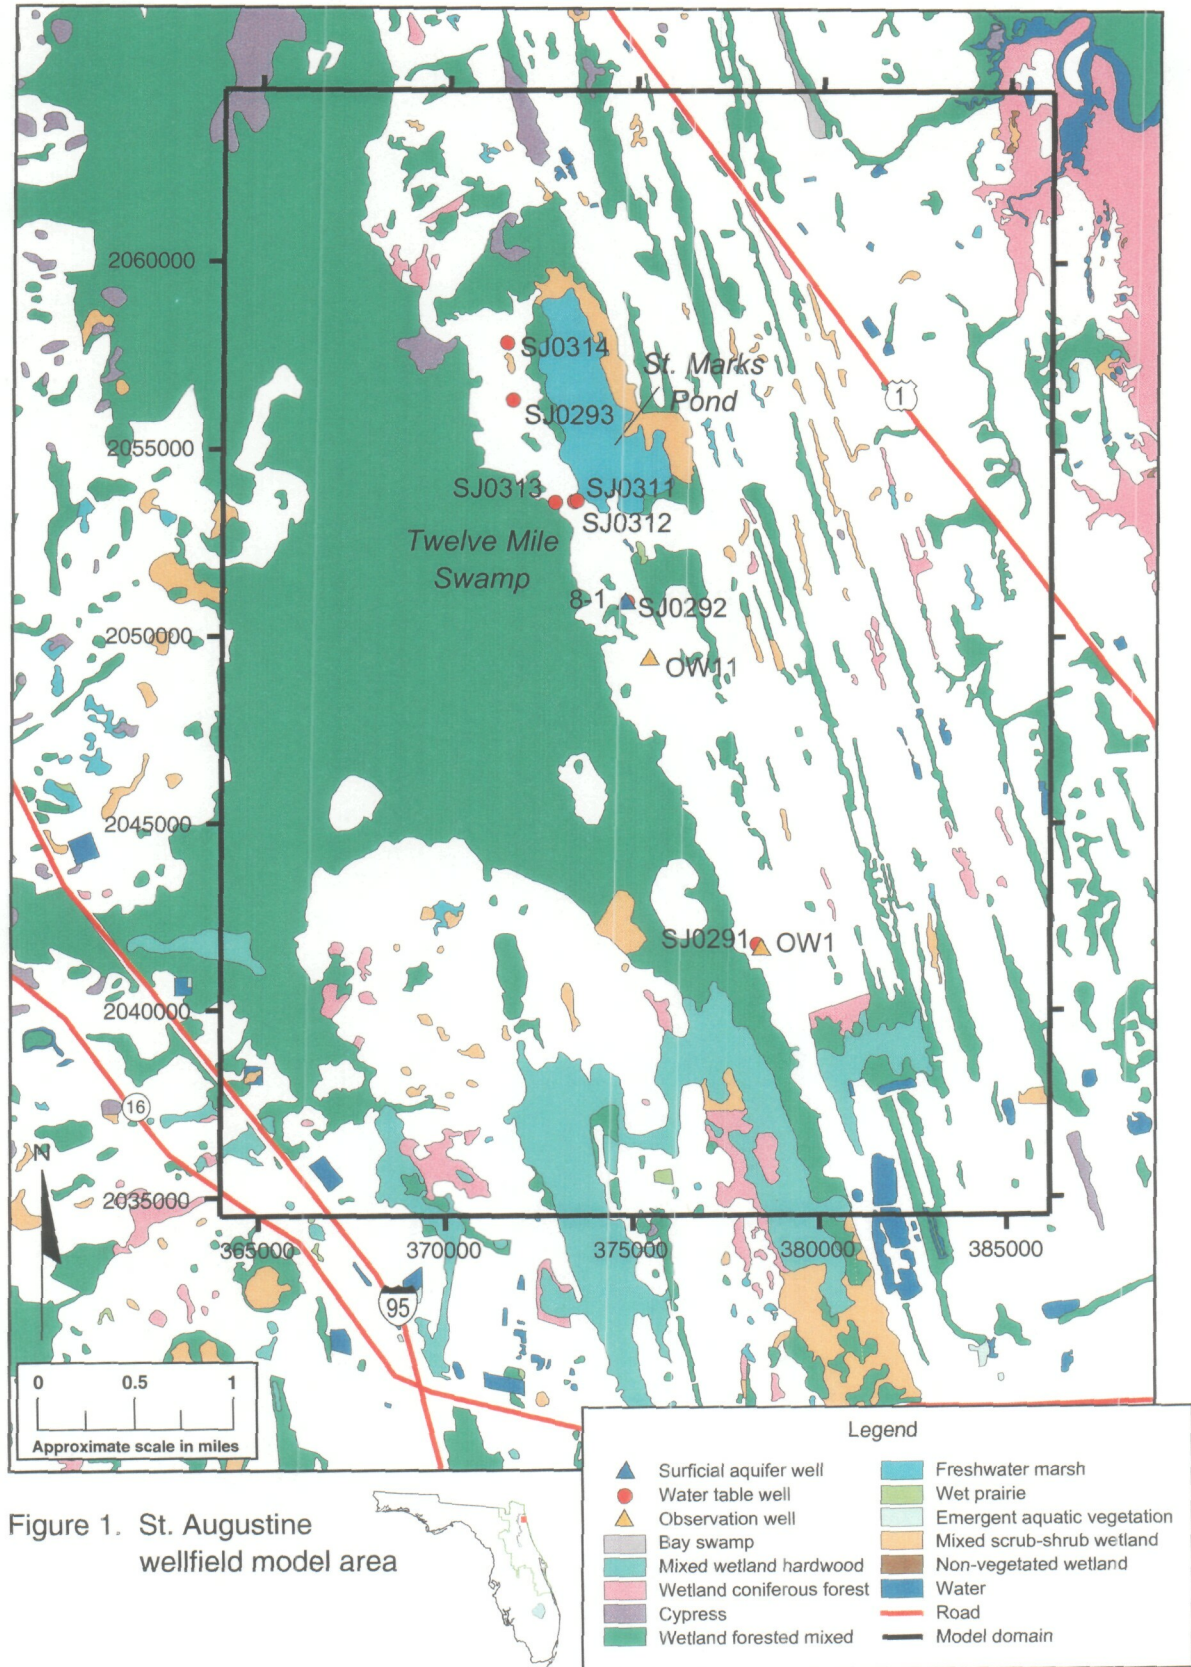 2060000
SJ0314
St. Marks
Pond
1
SJ0293
2055000
SJ0313
SJ0311
SJ0312
Twelve Mile
Swamp
8-1
SJ0292
2050000
OW11
2045000
SJ0291
OW1
2040000
16
N
2035000
365000
370000
375000
380000
385000
95
0 0.5 1
Approximate scale in miles
Legend
Surficial aquifer well
Water table well
Observation well
Bay swamp
Mixed wetland hardwood
Wetland coniferous forest
Cypress
Wetland forested mixed
Freshwater marsh
Wet prairie
Emergent aquatic vegetation
Mixed scrub-shrub wetland
Non-vegetated wetland
Water
Road
Model domain
Figure 1. St. Augustine
wellfield model area